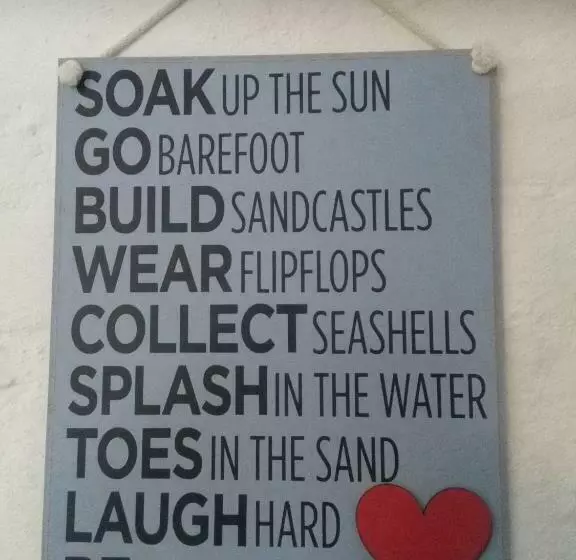 SOAK UP THE SUN
GO BAREFOOT
BUILD SANDCASTLES
WEAR FLIPFLOPS
COLLECT SEASHELLS
SPLASH IN THE WATER
TOES IN THE SAND
LAUGH HARD